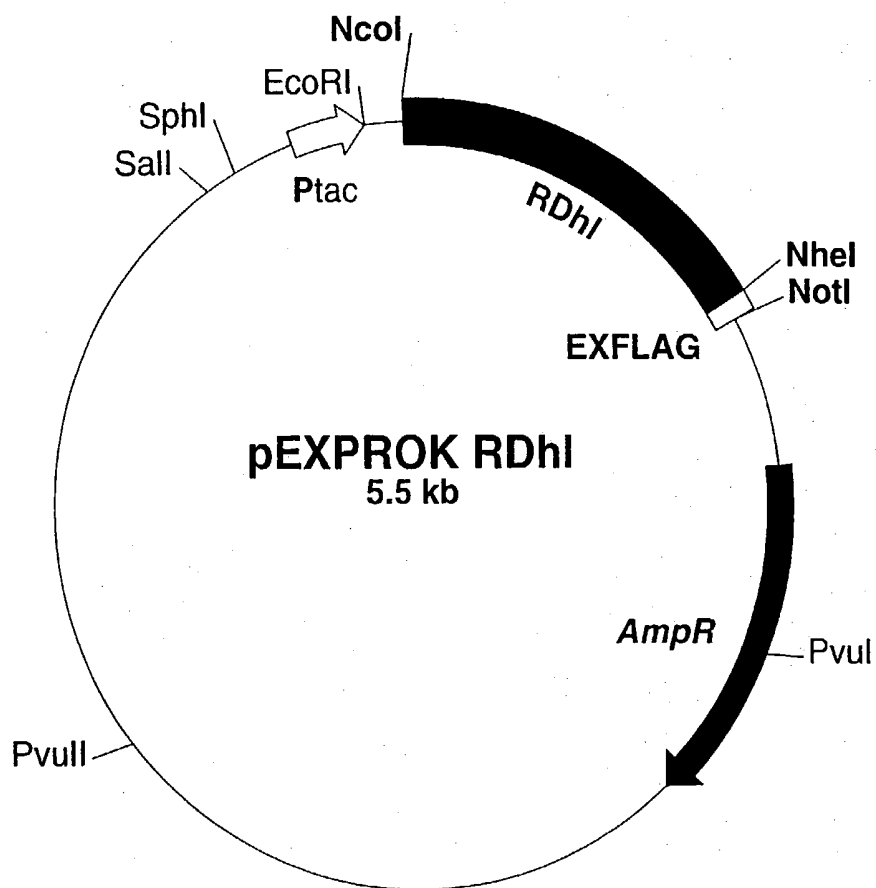 NcoI
EcoRI
SphI
SalI
Ptac
RDhI
NheI
NotI
EXFLAG
pEXPROK RDhI
5.5 kb
AmpR
PvuI
PvuII